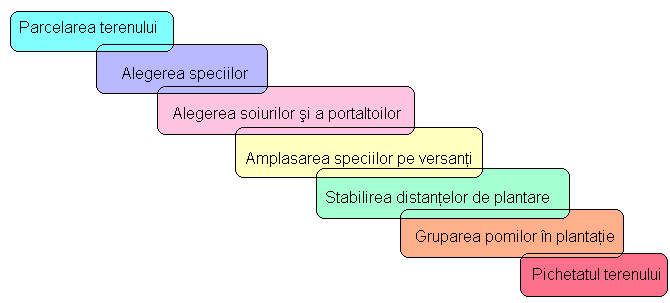 Parcelarea terenului
Alegerea speciilor
Alegerea soiurilor şi a portaltoilor
Amplasarea speciilor pe versanţi
Stabilirea distanţelor de plantare
Gruparea pomilor în plantaţie
Pichetatul terenului